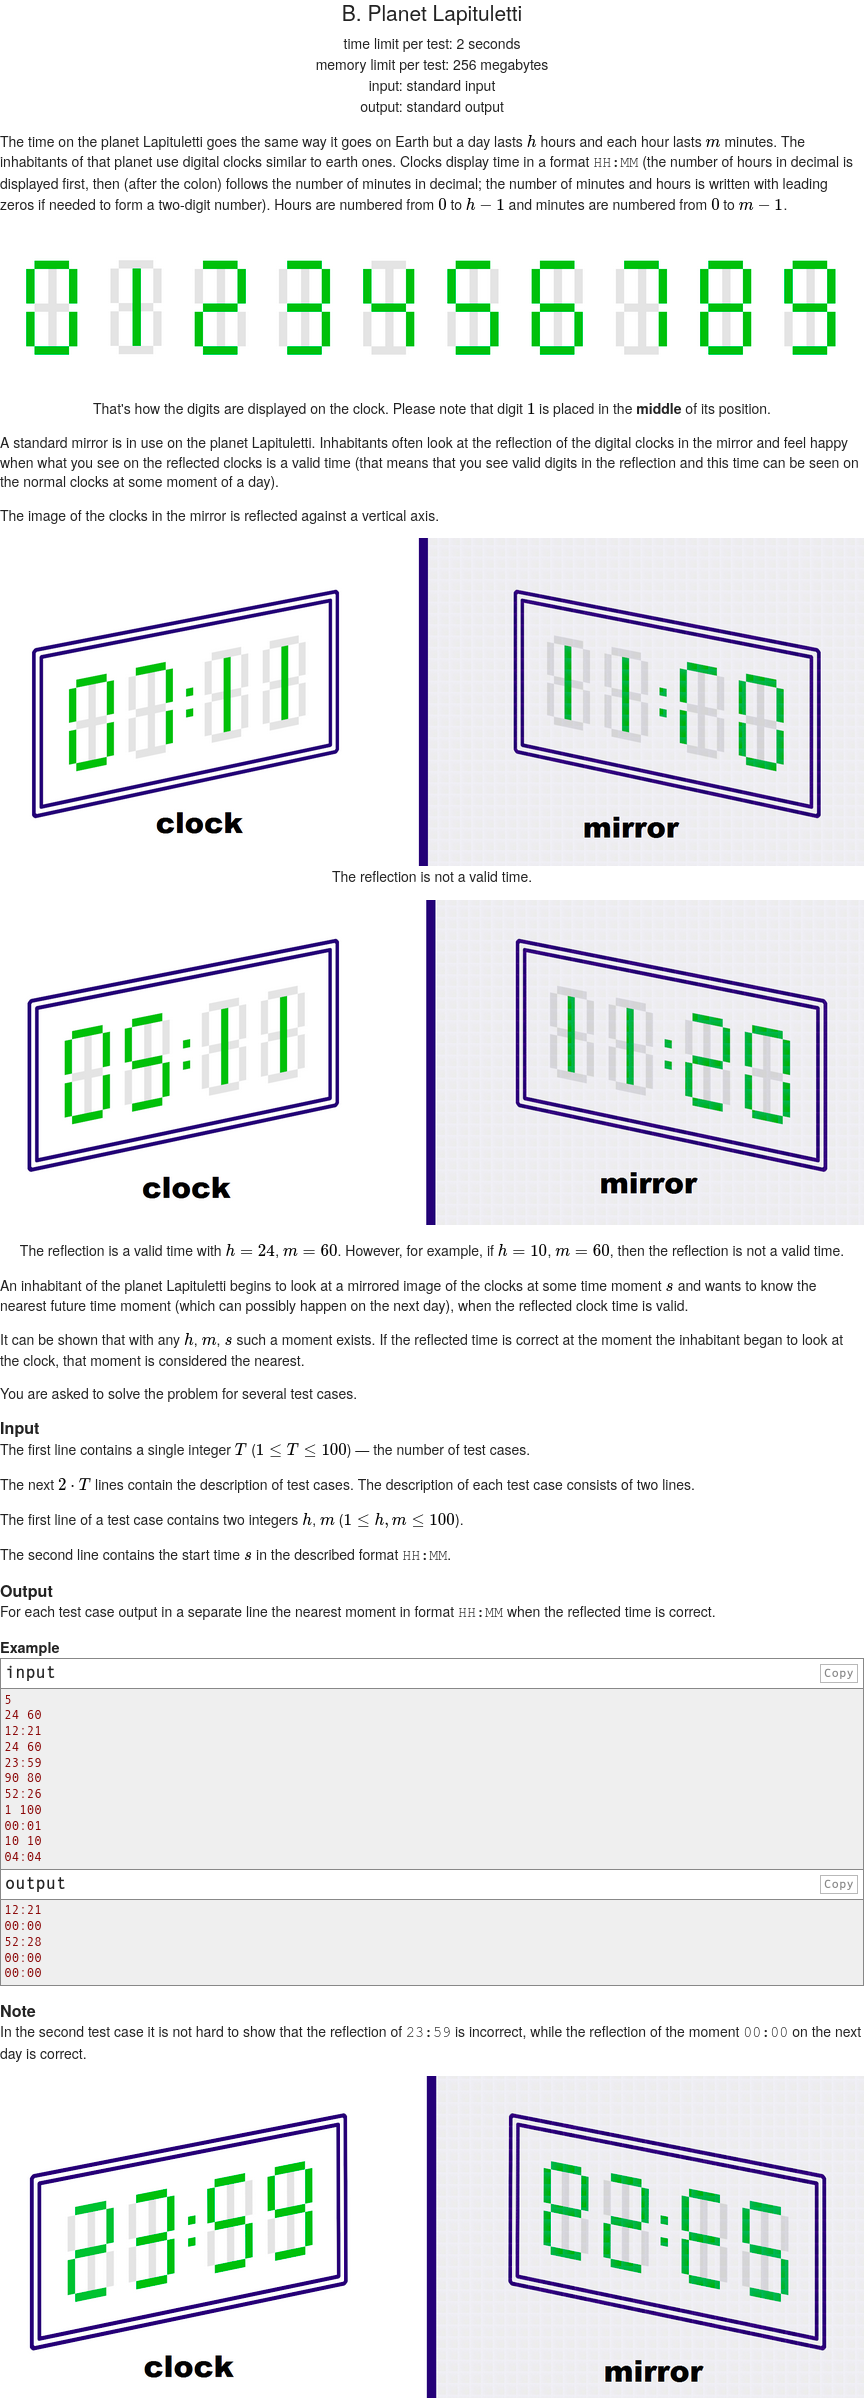 B. Planet Lapituletti
time limit per test: 2 seconds
memory limit per test: 256 megabytes
input: standard input
output: standard output
The time on the planet Lapituletti goes the same way it goes on Earth but a day lasts h hours and each hour lasts m minutes. The
inhabitants of that planet use digital clocks similar to earth ones. Clocks display time in a format HH:MM (the number of hours in decimal is
displayed first, then (after the colon) follows the number of minutes in decimal; the number of minutes and hours is written with leading
zeros if needed to form a two-digit number). Hours are numbered from 0 to h − 1 and minutes are numbered from 0 to m − 1.
0 1 2 3 4 5 6 7 8 9
That's how the digits are displayed on the clock. Please note that digit 1 is placed in the middle of its position.
A standard mirror is in use on the planet Lapituletti. Inhabitants often look at the reflection of the digital clocks in the mirror and feel happy
when what you see on the reflected clocks is a valid time (that means that you see valid digits in the reflection and this time can be seen on
the normal clocks at some moment of a day).
The image of the clocks in the mirror is reflected against a vertical axis.
07:11
clock
mirror
The reflection is not a valid time.
05:11
11:20
clock
mirror
The reflection is a valid time with h = 24, m = 60. However, for example, if h = 10, m = 60, then the reflection is not a valid time.
An inhabitant of the planet Lapituletti begins to look at a mirrored image of the clocks at some time moment s and wants to know the
nearest future time moment (which can possibly happen on the next day), when the reflected clock time is valid.
It can be shown that with any h, m, s such a moment exists. If the reflected time is correct at the moment the inhabitant began to look at
the clock, that moment is considered the nearest.
You are asked to solve the problem for several test cases.
Input
The first line contains a single integer T (1 ≤ T ≤ 100) — the number of test cases.
The next 2 · T lines contain the description of test cases. The description of each test case consists of two lines.
The first line of a test case contains two integers h, m (1 ≤ h, m ≤ 100).
The second line contains the start time s in the described format HH:MM.
Output
For each test case output in a separate line the nearest moment in format HH:MM when the reflected time is correct.
Example
input
Copy
5
24 60
12:21
24 60
23:59
90 80
52:26
1 100
00:01
10 10
04:04
output
Copy
12:21
00:00
52:28
00:00
00:00
Note
In the second test case it is not hard to show that the reflection of 23:59 is incorrect, while the reflection of the moment 00:00 on the next
day is correct.
23:59
clock
mirror